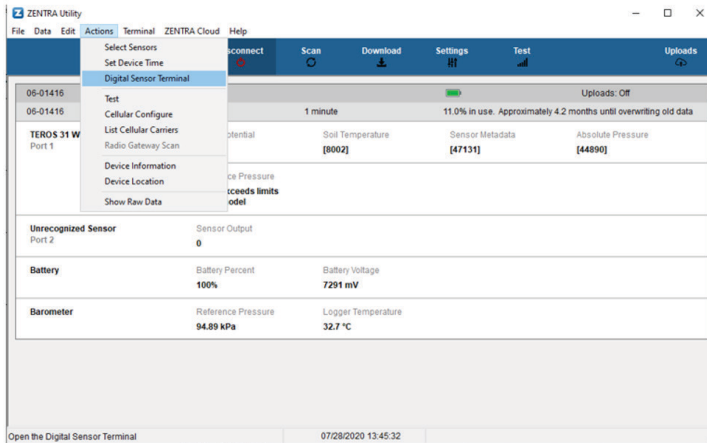 ZENTRA Utility
File Data Edit Actions Terminal ZENTRA Cloud Help
Select Sensors
Set Device Time
Digital Sensor Terminal
Test
Cellular Configure
List Cellular Carriers
Radio Gateway Scan
Device Information
Device Location
Show Raw Data
Scan Download Settings Test Uploads
06-01416 Uploads: Off
06-01416 1 minute 11.0% in use. Approximately 4.2 months until overwriting old data
TEROS 31 Soil Temperature Sensor Metadata Absolute Pressure
Port 1 [8002] [47131] [44890]
Pressure
limits
Unrecognized Sensor Sensor Output
Port 2 0
Battery Battery Percent Battery Voltage
100% 7291 mV
Barometer Reference Pressure Logger Temperature
94.89 kPa 32.7 °C
Open the Digital Sensor Terminal 07/28/2020 13:45:32